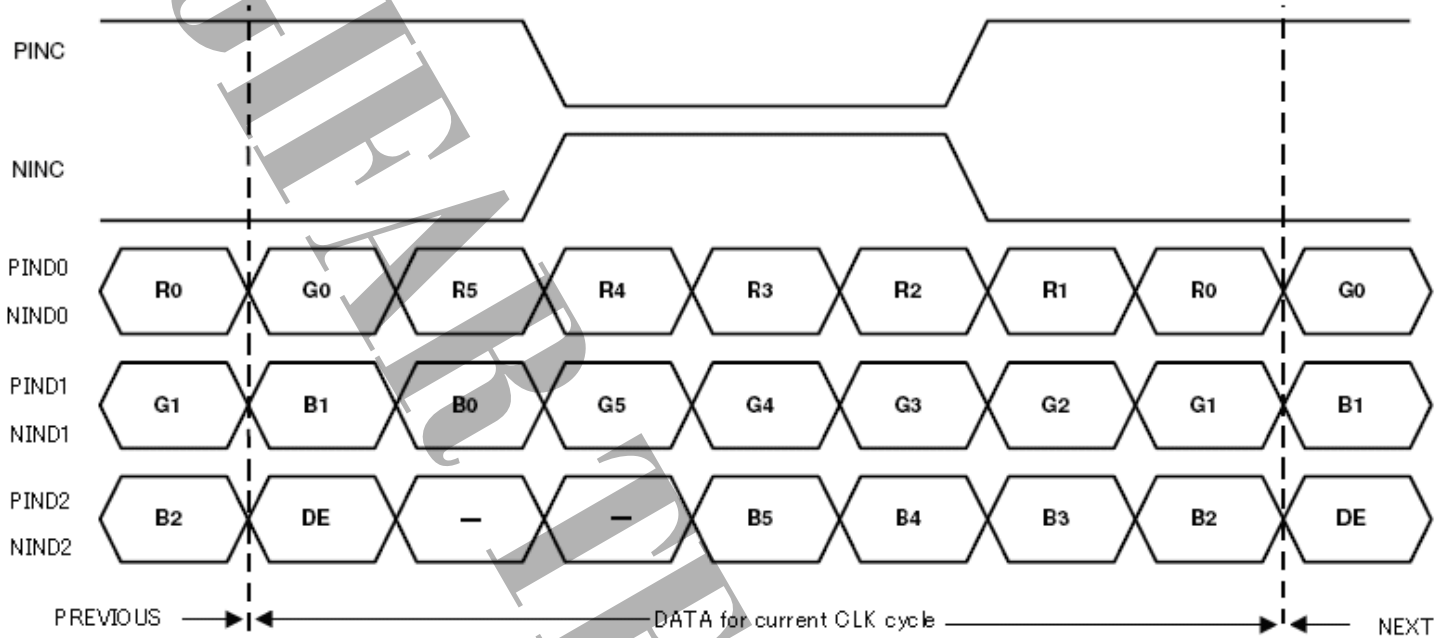 PINC
NINC
PIND0
NIND0
R0 G0 R5 R4 R3 R2 R1 R0 G0
PIND1
NIND1
G1 B1 B0 G5 G4 G3 G2 G1 B1
PIND2
NIND2
B2 DE — — B5 B4 B3 B2 DE
PREVIOUS DATA for current CLK cycle NEXT